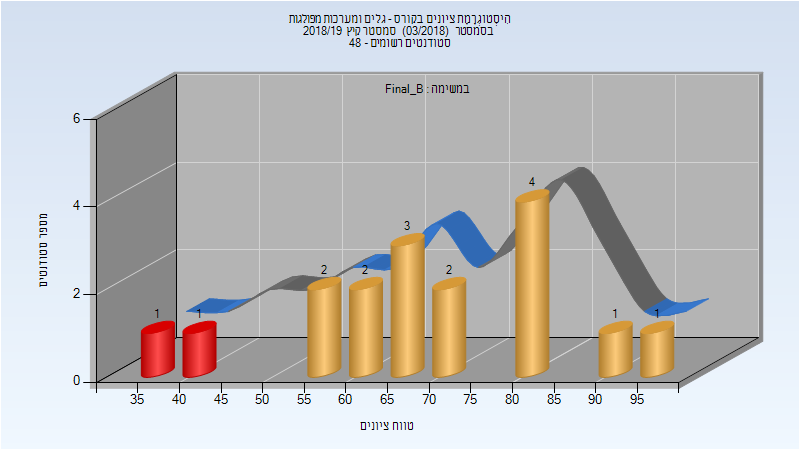 היסטוגרמת ציונים בקורס - גלים ומערכות מפולגות
בסמסטר (03/2018) סמסטר קיץ 2018/19
סטודנטים רשומים - 48
במשימה : Final_B
מספר סטודנטים
6
4
2
0
1
1
2
2
3
2
4
1
1
35 40 45 50 55 60 65 70 75 80 85 90 95
טווח ציונים